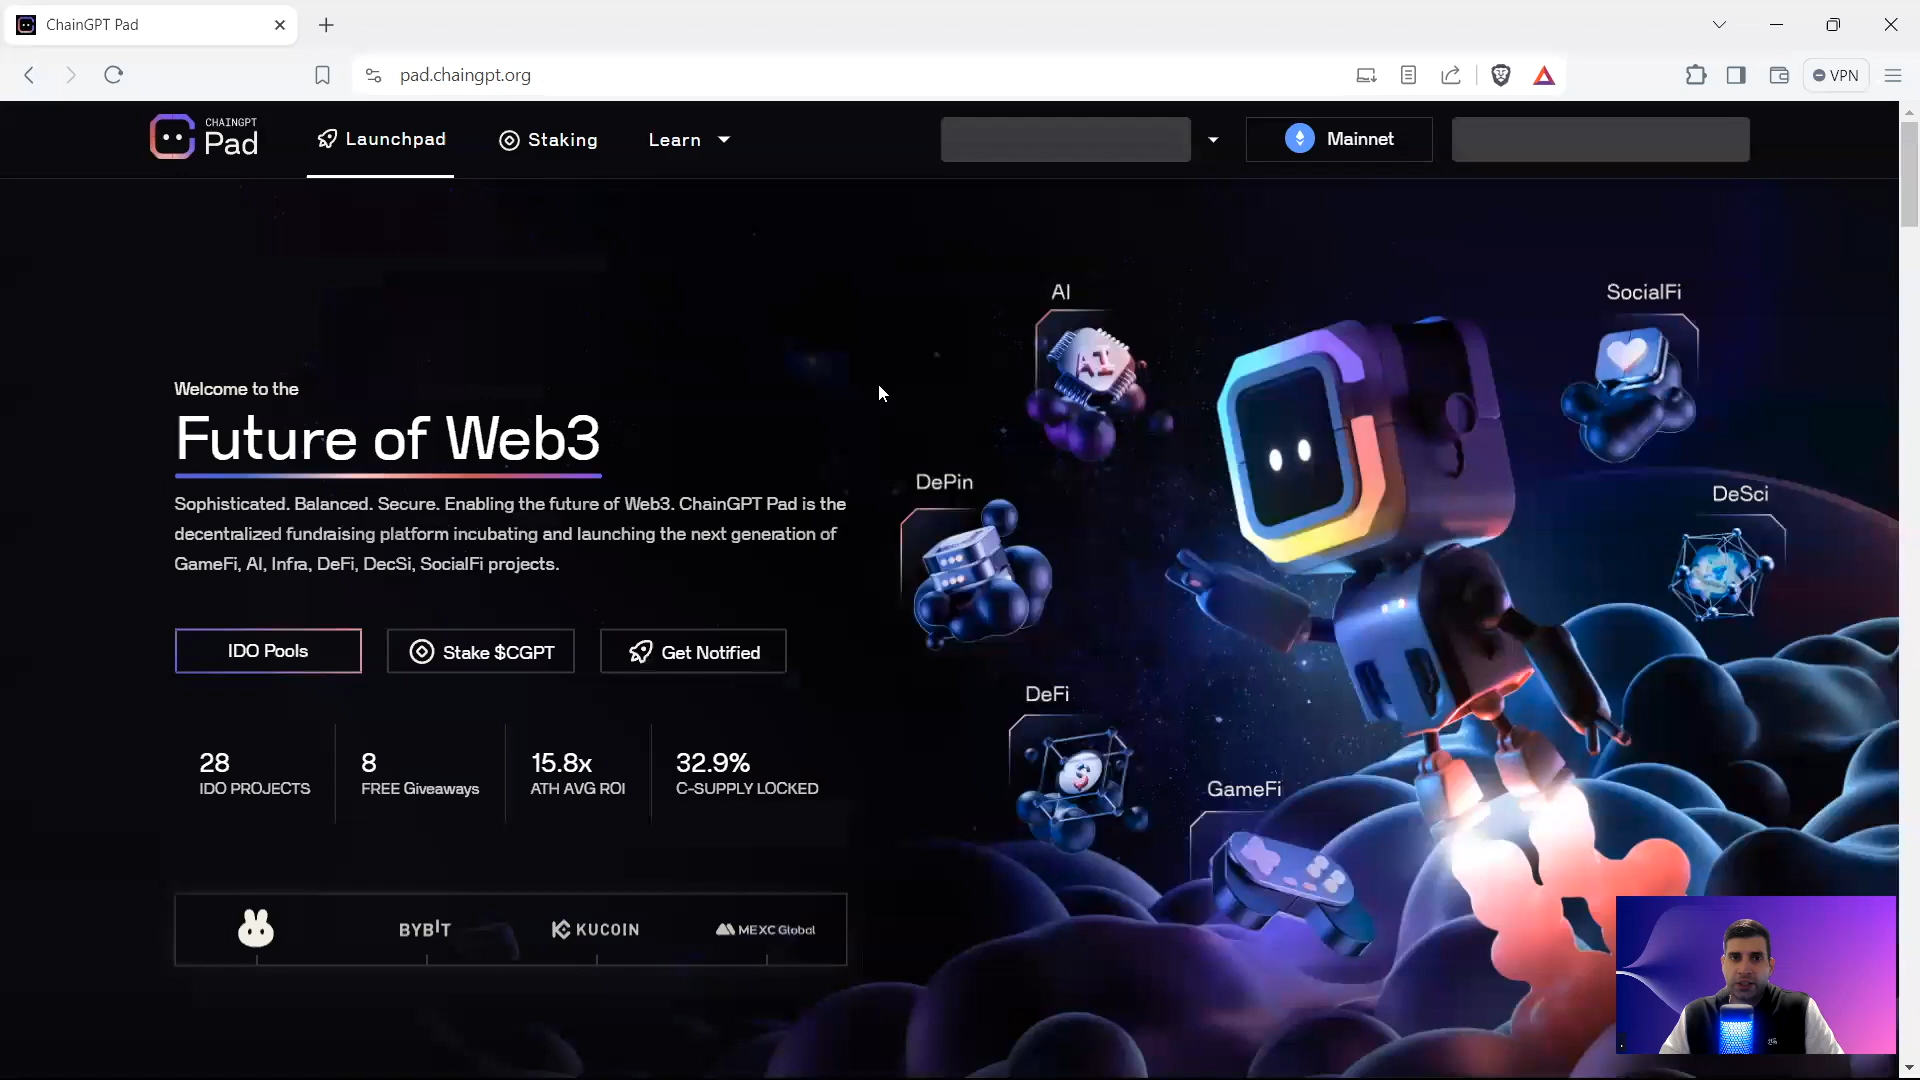 ChainGPT Pad
pad.chaingpt.org
VPN
CHAINGPT
Pad
Launchpad
Staking
Learn
Mainnet
AI
SocialFi
AI
Welcome to the
Future of Web3
DePin
DeSci
Sophisticated. Balanced. Secure. Enabling the future of Web3. ChainGPT Pad is the
decentralized fundraising platform incubating and launching the next generation of
GameFi, AI, Infra, DeFi, DecSi, SocialFi projects.
IDO Pools
Stake $CGPT
Get Notified
DeFi
$
GameFi
28
IDO PROJECTS
8
FREE Giveaways
15.8x
ATH AVG ROI
32.9%
C-SUPPLY LOCKED
BYBIT
KUCOIN
MEXC Global